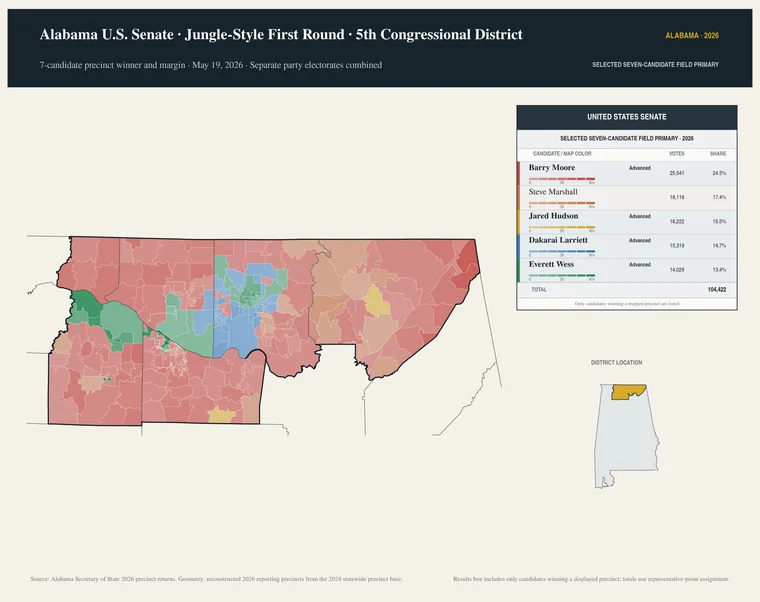 Alabama U.S. Senate · Jungle-Style First Round · 5th Congressional District
ALABAMA · 2026
7-candidate precinct winner and margin · May 19, 2026 · Separate party electorates combined
SELECTED SEVEN-CANDIDATE FIELD PRIMARY
UNITED STATES SENATE
SELECTED SEVEN-CANDIDATE FIELD PRIMARY · 2026
CANDIDATE / MAP COLOR VOTES SHARE
Barry Moore Advanced 25,541 24.5%
Steve Marshall 18,118 17.4%
Jared Hudson Advanced 16,222 15.5%
Dakarai Larriett Advanced 15,319 14.7%
Everett Wess Advanced 14,029 13.4%
TOTAL 104,422
Only candidates winning a mapped precinct are listed
DISTRICT LOCATION
Source: Alabama Secretary of State 2026 precinct returns. Geometry: reconstructed 2026 reporting precincts from the 2024 statewide precinct base.
Results box includes only candidates winning a displayed precinct; totals use representative-point assignment.